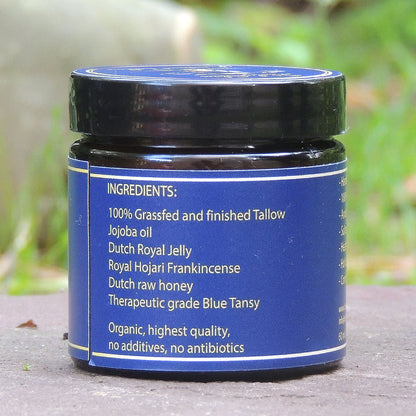 INGREDIENTS:
100% Grassfed and finished Tallow
Jojoba oil
Dutch Royal Jelly
Royal Hojari Frankincense
Dutch raw honey
Therapeutic grade Blue Tansy
Organic, highest quality,
no additives, no antibiotics